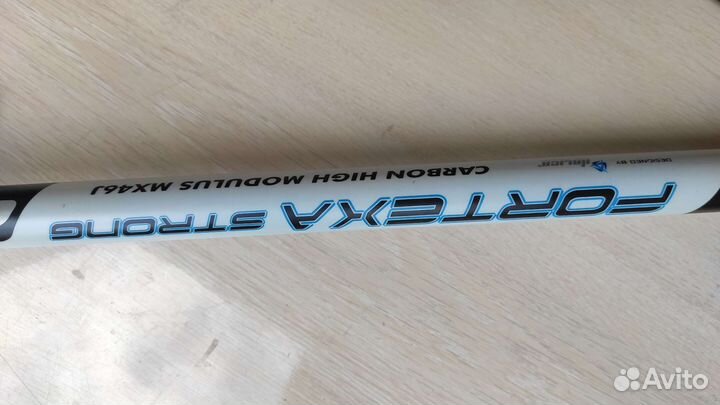 FORTEXA STRONG
CARBON HIGH MODULUS MX46J
DESIGNED BY
Avito